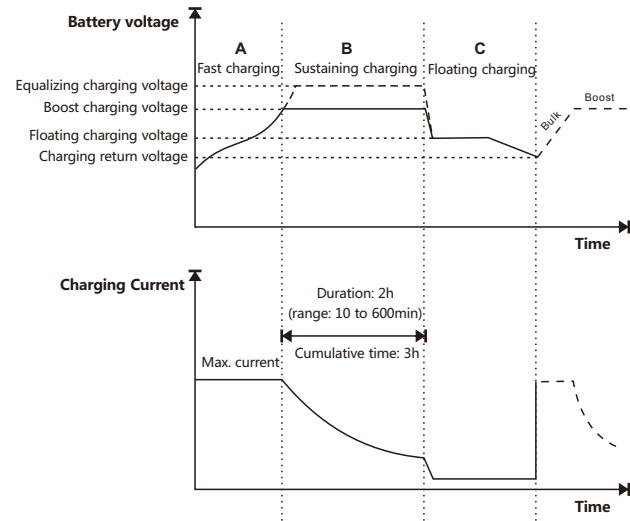 Battery voltage
A
B
C
Fast charging
Sustaining charging
Floating charging
Equalizing charging voltage
Boost charging voltage
Floating charging voltage
Charging return voltage
Bulk
Boost
Time
Charging Current
Duration: 2h
(range: 10 to 600min)
Cumulative time: 3h
Max. current
Time